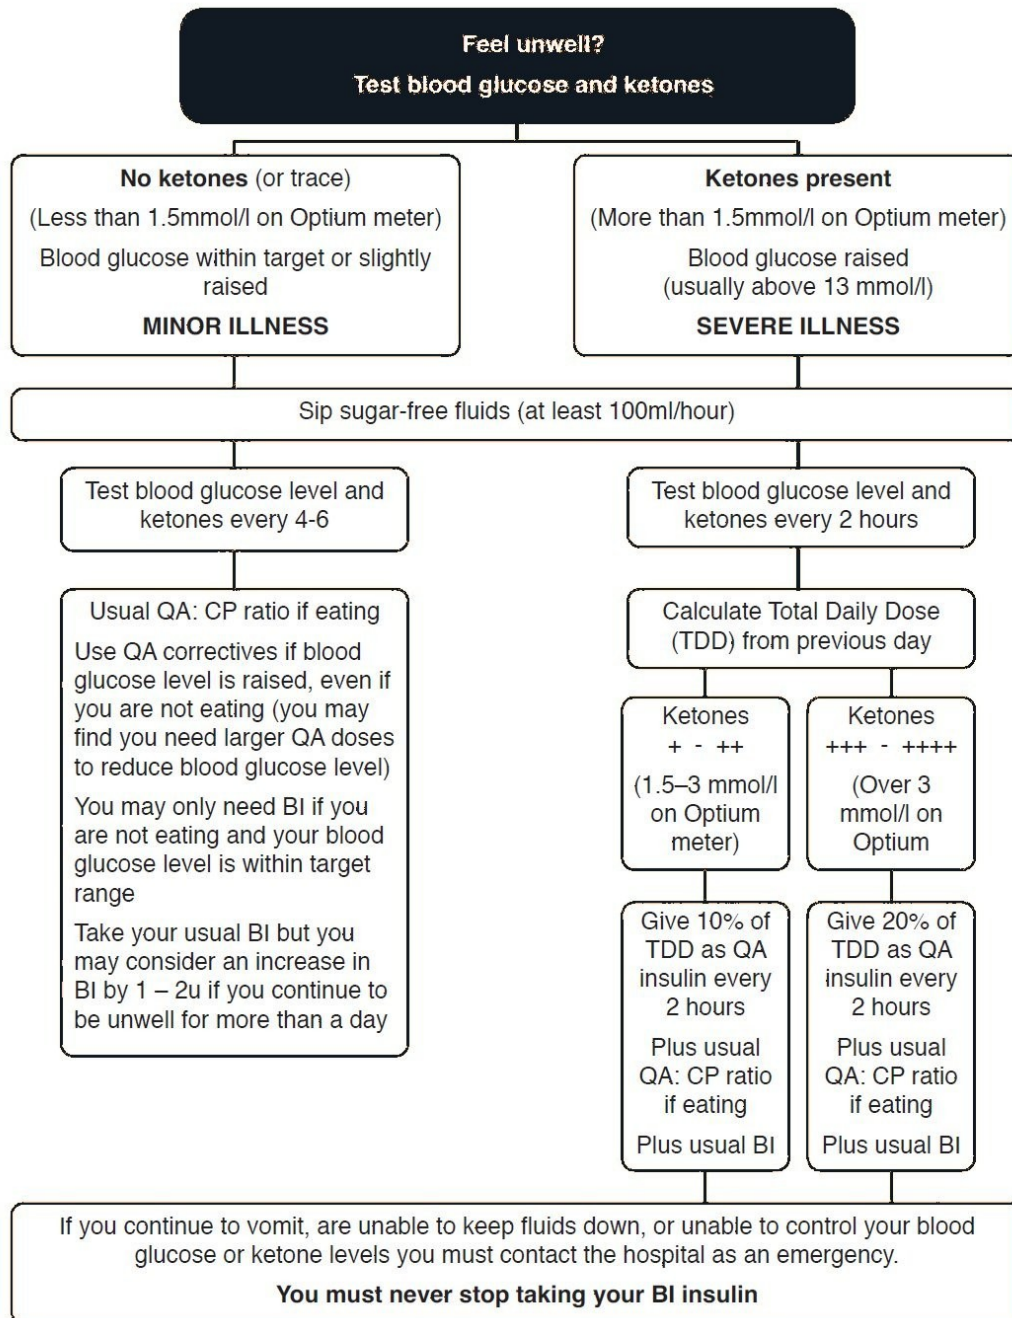 Feel unwell?
Test blood glucose and ketones
No ketones (or trace)
(Less than 1.5mmol/l on Optium meter)
Blood glucose within target or slightly
raised
MINOR ILLNESS
Ketones present
(More than 1.5mmol/l on Optium meter)
Blood glucose raised
(usually above 13 mmol/l)
SEVERE ILLNESS
Sip sugar-free fluids (at least 100ml/hour)
Test blood glucose level and
ketones every 4-6
Usual QA: CP ratio if eating
Use QA correctives if blood
glucose level is raised, even if
you are not eating (you may
find you need larger QA doses
to reduce blood glucose level)
You may only need BI if you
are not eating and your blood
glucose level is within target
range
Take your usual BI but you
may consider an increase in
BI by 1 – 2u if you continue to
be unwell for more than a day
Test blood glucose level and
ketones every 2 hours
Calculate Total Daily Dose
(TDD) from previous day
Ketones
+ - ++
(1.5–3 mmol/l
on Optium
meter)
Give 10% of
TDD as QA
insulin every
2 hours
Plus usual
QA: CP ratio
if eating
Plus usual BI
Ketones
+++ - ++++
(Over 3
mmol/l on
Optium
Give 20% of
TDD as QA
insulin every
2 hours
Plus usual
QA: CP ratio
if eating
Plus usual BI
If you continue to vomit, are unable to keep fluids down, or unable to control your blood
glucose or ketone levels you must contact the hospital as an emergency.
You must never stop taking your BI insulin